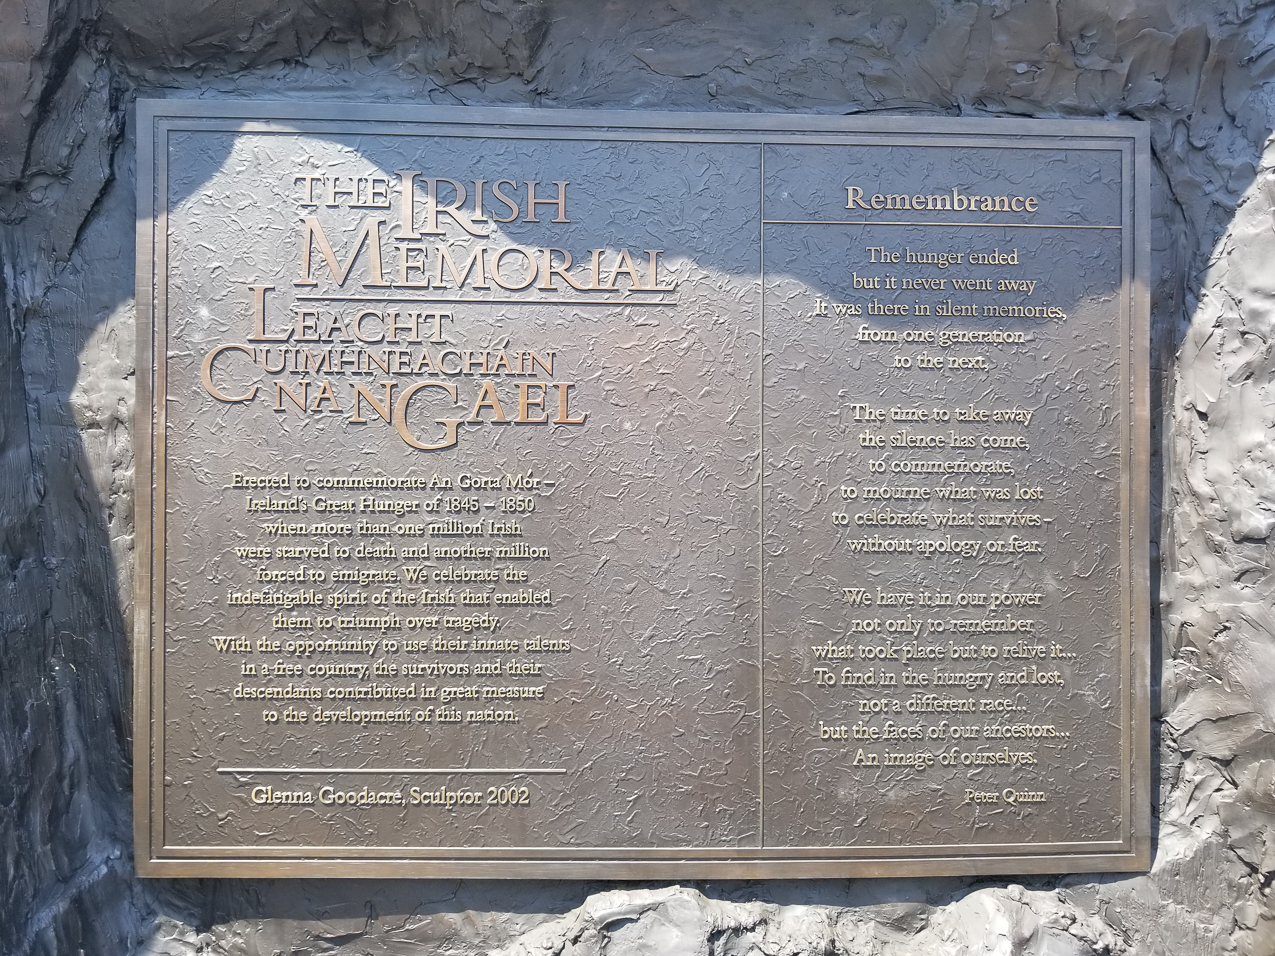 THE IRISH
MEMORIAL
LEACHT
CUIMHNEACHÁIN
NA NGAEL
Erected to commemorate An Gorta Mór–
Ireland's Great Hunger of 1845 – 1850
when more than one million Irish
were starved to death and another million
forced to emigrate. We celebrate the
indefatigable spirit of the Irish that enabled
them to triumph over tragedy.
With the opportunity to use their innate talents
in a free country, the survivors and their
descendants contributed in great measure
to the development of this nation.
Glenna Goodacre, Sculptor 2002
Remembrance
The hunger ended
but it never went away
It was there in silent memories,
from one generation
to the next.
The time to take away
the silence has come,
to commemorate,
to mourne what was lost
to celebrate what survives–
without apology or fear.
We have it in our power
not only to remember
what took place but to relive it...
To find in the hungry and lost,
not a different race...
but the faces of our ancestors...
An image of ourselves.
Peter Quinn